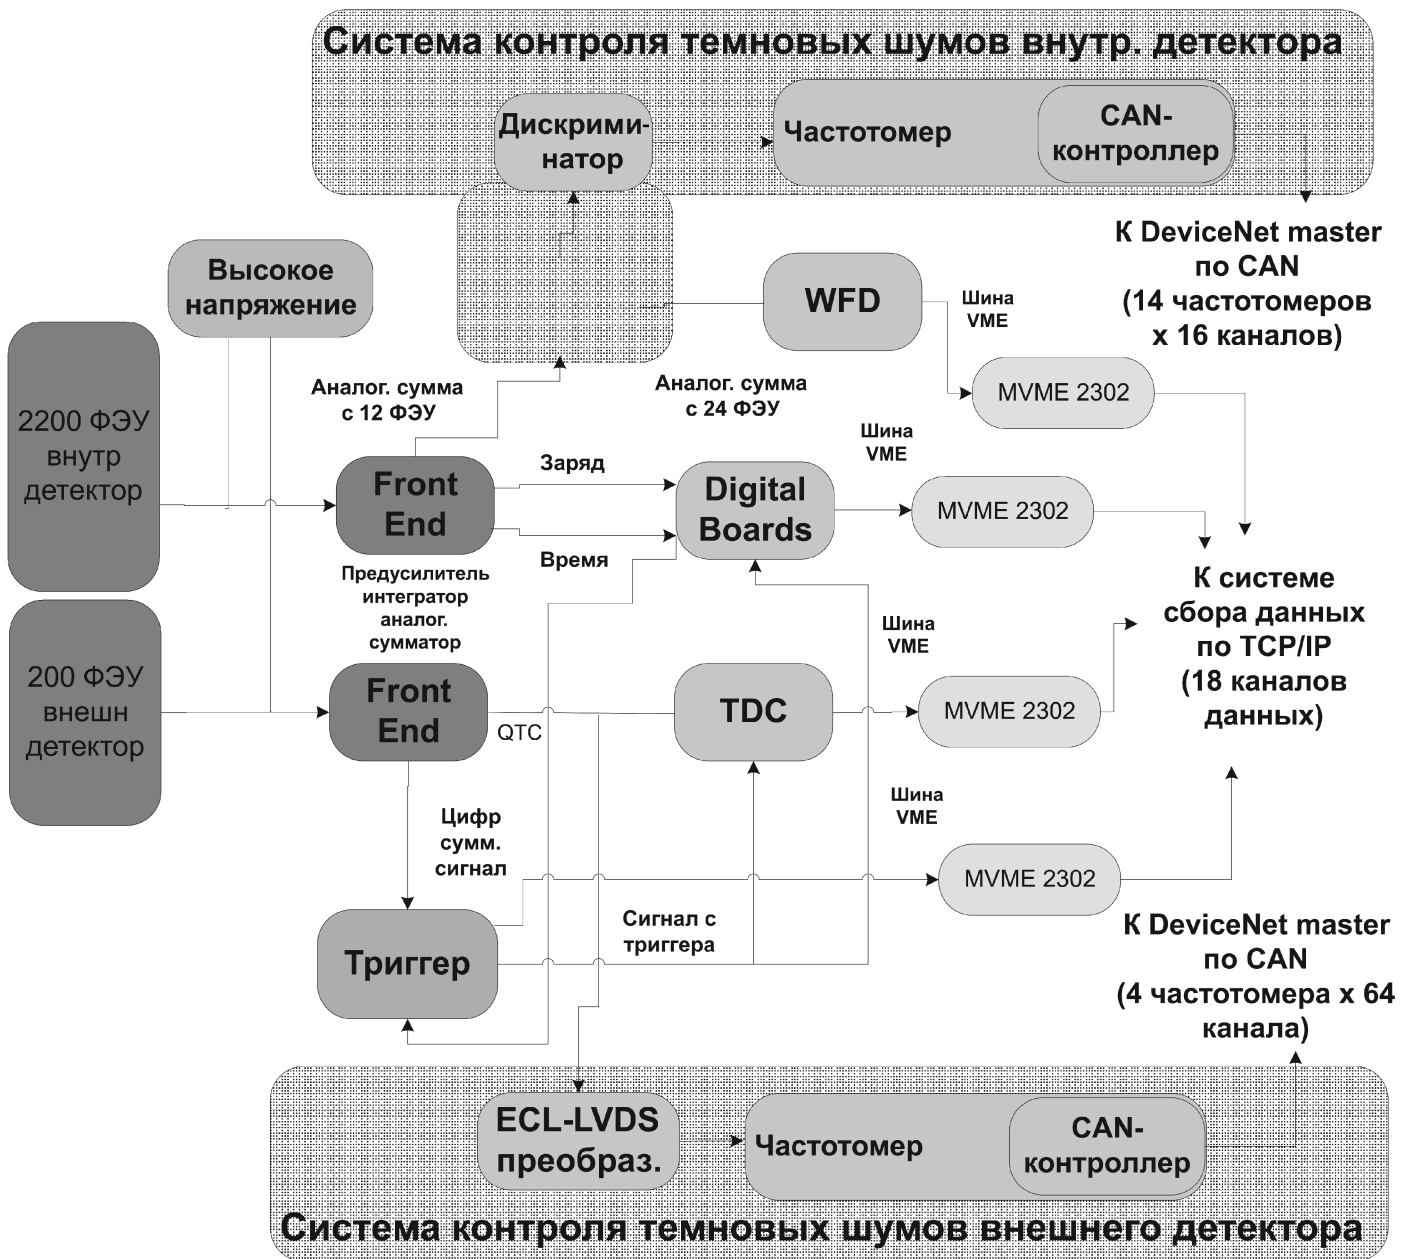 Система контроля темновых шумов внутр. детектора
Дискрими-
натор
Частотомер
CAN-
контроллер
К DeviceNet master
по CAN
(14 частотомеров
x 16 каналов)
Высокое
напряжение
WFD
Шина
VME
MVME 2302
2200 ФЭУ
внутр
детектор
Аналог. сумма
с 12 ФЭУ
Аналог. сумма
с 24 ФЭУ
Front
End
Заряд
Время
Digital
Boards
Шина
VME
MVME 2302
Предусилитель
интегратор
аналог.
сумматор
К системе
сбора данных
по TCP/IP
(18 каналов
данных)
200 ФЭУ
внешн
детектор
Front
End
QTC
TDC
Шина
VME
MVME 2302
Цифр
сумм.
сигнал
Шина
VME
MVME 2302
Триггер
Сигнал с
триггера
К DeviceNet master
по CAN
(4 частотомера x 64
канала)
ECL-LVDS
преобраз.
Частотомер
CAN-
контроллер
Система контроля темновых шумов внешнего детектора